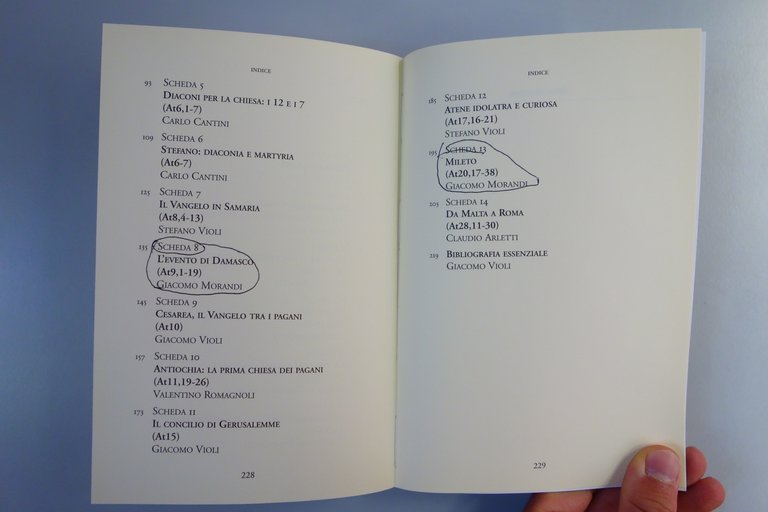 INDICE
93 SCHEDA 5
DIACONI PER LA CHIESA: I 12 E I 7
(At6,1-7)
CARLO CANTINI
109 SCHEDA 6
STEFANO: DIACONIA E MARTYRIA
(At6-7)
CARLO CANTINI
125 SCHEDA 7
IL VANGELO IN SAMARIA
(At8,4-13)
STEFANO VIOLI
135 SCHEDA 8
L'EVENTO DI DAMASCO
(At9,1-19)
GIACOMO MORANDI
145 SCHEDA 9
CESAREA, IL VANGELO TRA I PAGANI
(At10)
GIACOMO VIOLI
157 SCHEDA 10
ANTIOCHIA: LA PRIMA CHIESA DEI PAGANI
(At11,19-26)
VALENTINO ROMAGNOLI
173 SCHEDA 11
IL CONCILIO DI GERUSALEMME
(At15)
GIACOMO VIOLI
228
INDICE
185 SCHEDA 12
ATENE IDOLATRA E CURIOSA
(At17,16-21)
STEFANO VIOLI
195 SCHEDA 13
MILETO
(At20,17-38)
GIACOMO MORANDI
205 SCHEDA 14
DA MALTA A ROMA
(At28,11-30)
CLAUDIO ARLETTI
219 BIBLIOGRAFIA ESSENZIALE
GIACOMO VIOLI
229